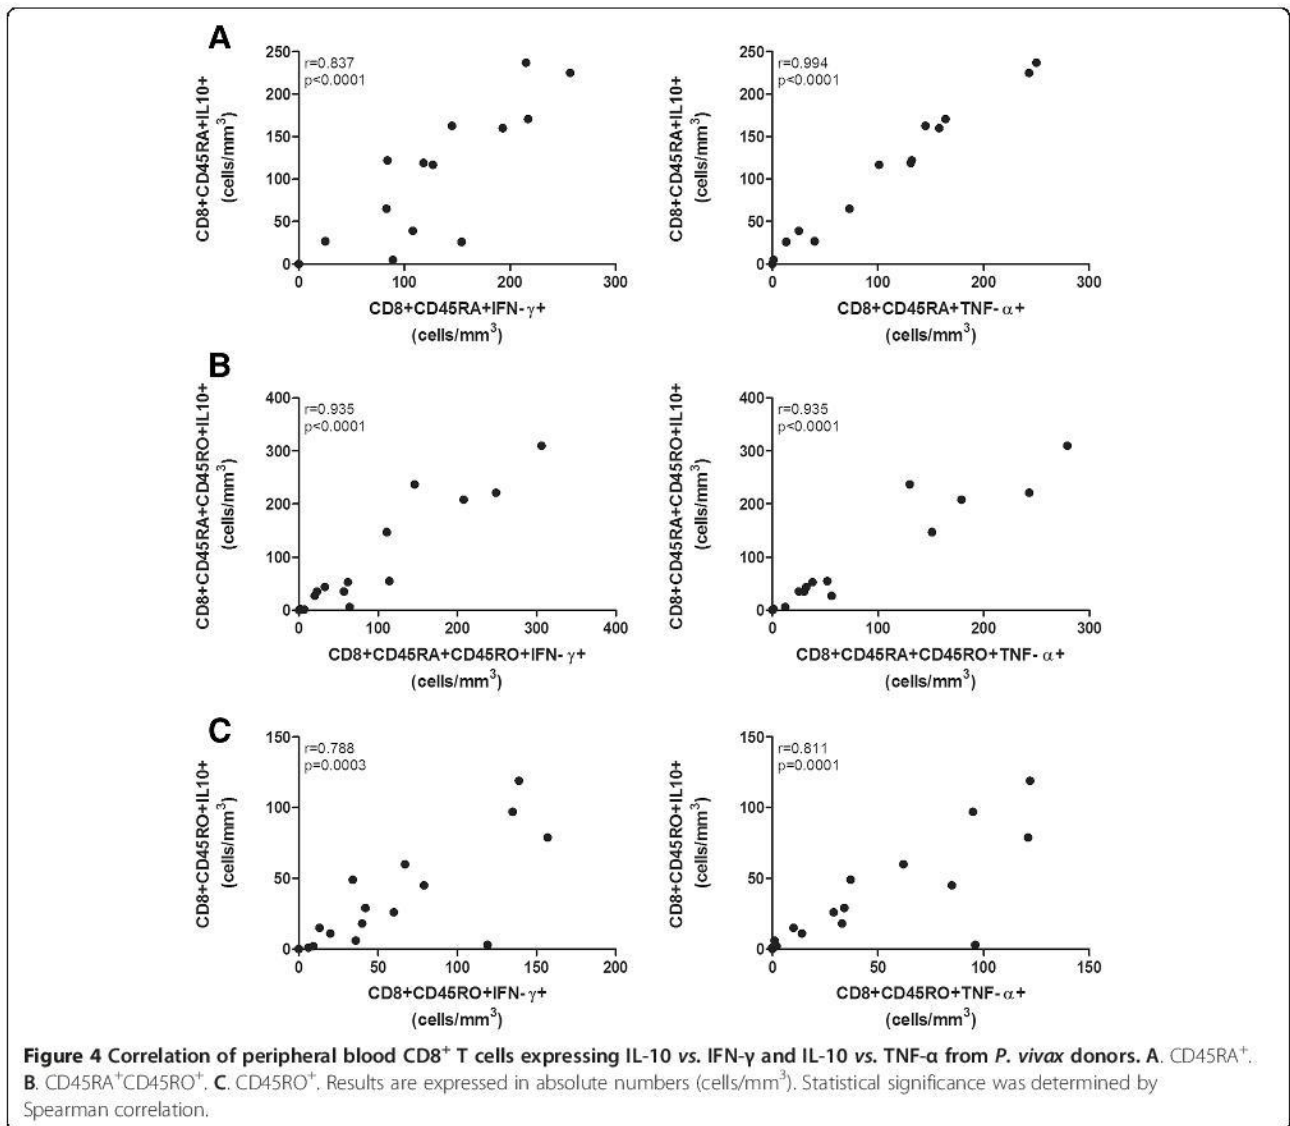 A
250
200
150
100
50
0
r=0.837
p<0.0001
CD8+CD45RA+IL10+
(cells/mm³)
0 100 200 300
CD8+CD45RA+IFN-γ+
(cells/mm³)
250
200
150
100
50
0
r=0.994
p<0.0001
CD8+CD45RA+IL10+
(cells/mm³)
0 100 200 300
CD8+CD45RA+TNF-α+
(cells/mm³)
B
400
300
200
100
0
r=0.935
p<0.0001
CD8+CD45RA+CD45RO+IL10+
(cells/mm³)
0 100 200 300 400
CD8+CD45RA+CD45RO+IFN-γ+
(cells/mm³)
400
300
200
100
0
r=0.935
p<0.0001
CD8+CD45RA+CD45RO+IL10+
(cells/mm³)
0 100 200 300
CD8+CD45RA+CD45RO+TNF-α+
(cells/mm³)
C
150
100
50
0
r=0.788
p=0.0003
CD8+CD45RO+IL10+
(cells/mm³)
0 50 100 150 200
CD8+CD45RO+IFN-γ+
(cells/mm³)
150
100
50
0
r=0.811
p=0.0001
CD8+CD45RO+IL10+
(cells/mm³)
0 50 100 150
CD8+CD45RO+TNF-α+
(cells/mm³)
Figure 4 Correlation of peripheral blood CD8⁺ T cells expressing IL-10 vs. IFN-γ and IL-10 vs. TNF-α from P. vivax donors. A. CD45RA⁺.
B. CD45RA⁺CD45RO⁺. C. CD45RO⁺. Results are expressed in absolute numbers (cells/mm³). Statistical significance was determined by
Spearman correlation.